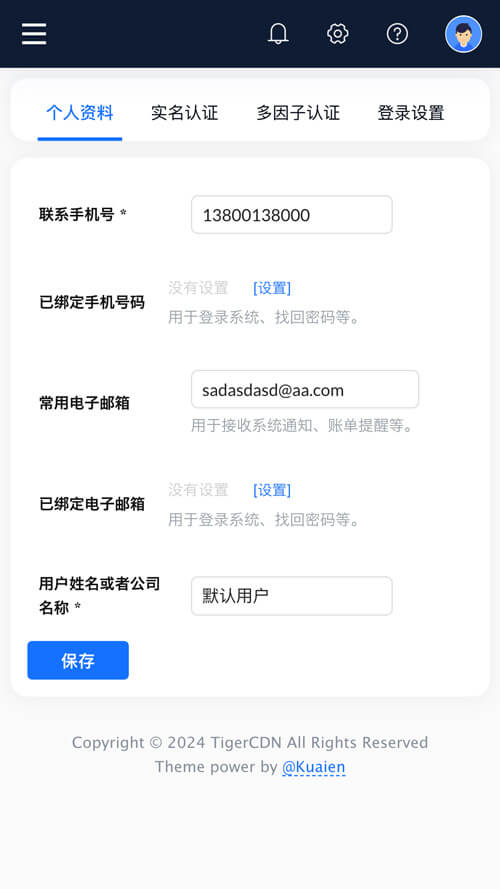 个人资料 实名认证 多因子认证 登录设置
联系手机号 * 13800138000
已绑定手机号码 没有设置 [设置]
用于登录系统、找回密码等。
常用电子邮箱 sadasdasd@aa.com
用于接收系统通知、账单提醒等。
已绑定电子邮箱 没有设置 [设置]
用于登录系统、找回密码等。
用户姓名或者公司
名称 * 默认用户
保存
Copyright © 2024 TigerCDN All Rights Reserved
Theme power by @Kuaien